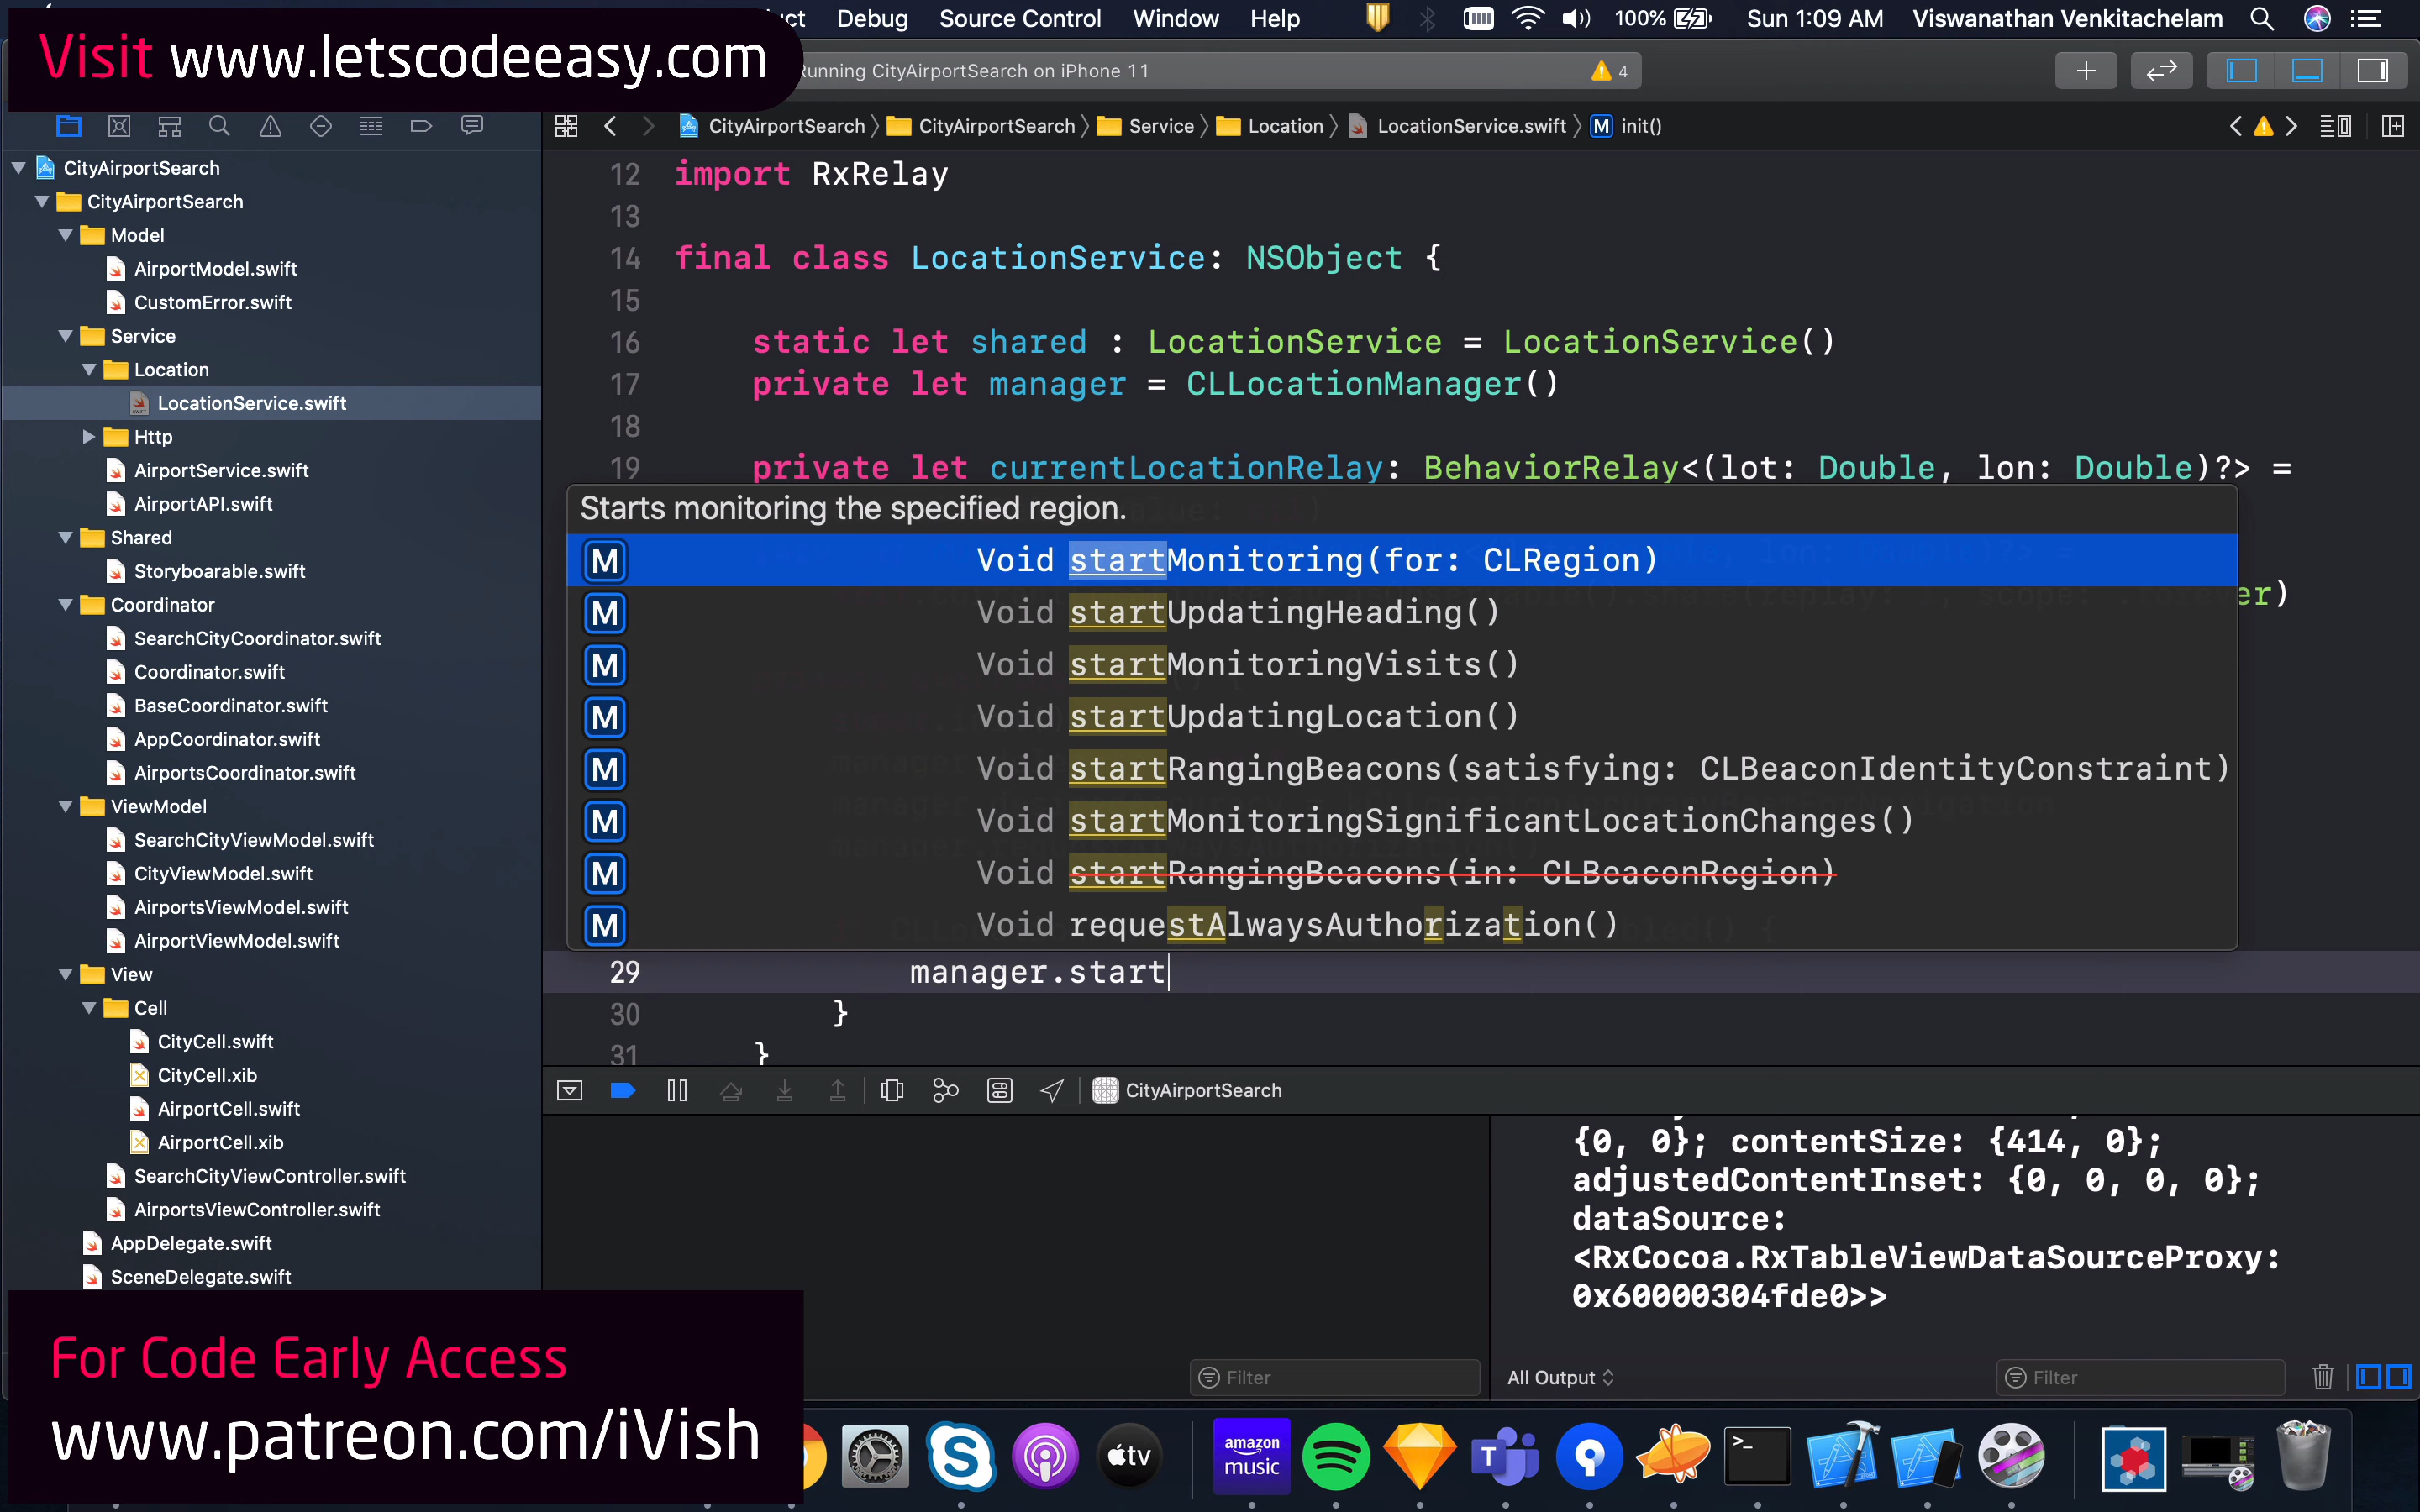 Visit www.letscodeeasy.com
Debug Source Control Window Help 100% Sun 1:09 AM Viswanathan Venkitachelam
Running CityAirportSearch on iPhone 11 4
CityAirportSearch CityAirportSearch Service Location LocationService.swift M init()
CityAirportSearch
CityAirportSearch
Model
AirportModel.swift
CustomError.swift
Service
Location
LocationService.swift
Http
AirportService.swift
AirportAPI.swift
Shared
Storyboarable.swift
Coordinator
SearchCityCoordinator.swift
Coordinator.swift
BaseCoordinator.swift
AppCoordinator.swift
AirportsCoordinator.swift
ViewModel
SearchCityViewModel.swift
CityViewModel.swift
AirportsViewModel.swift
AirportViewModel.swift
View
Cell
CityCell.swift
CityCell.xib
AirportCell.swift
AirportCell.xib
SearchCityViewController.swift
AirportsViewController.swift
AppDelegate.swift
SceneDelegate.swift
12 import RxRelay
13
14 final class LocationService: NSObject {
15
16 static let shared : LocationService = LocationService()
17 private let manager = CLLocationManager()
18
19 private let currentLocationRelay: BehaviorRelay<(lot: Double, lon: Double)?> =
Starts monitoring the specified region.
M Void startMonitoring(for: CLRegion)
M Void startUpdatingHeading()
M Void startMonitoringVisits()
M Void startUpdatingLocation()
M Void startRangingBeacons(satisfying: CLBeaconIdentityConstraint)
M Void startMonitoringSignificantLocationChanges()
M Void startRangingBeacons(in: CLBeaconRegion)
M Void requestAlwaysAuthorization()
29 manager.start
30 }
31 }
CityAirportSearch
{0, 0}; contentSize: {414, 0};
adjustedContentInset: {0, 0, 0, 0};
dataSource:
<RxCocoa.RxTableViewDataSourceProxy:
0x60000304fde0>>
Filter
All Output
Filter
For Code Early Access
www.patreon.com/iVish
tv
amazon
music
T